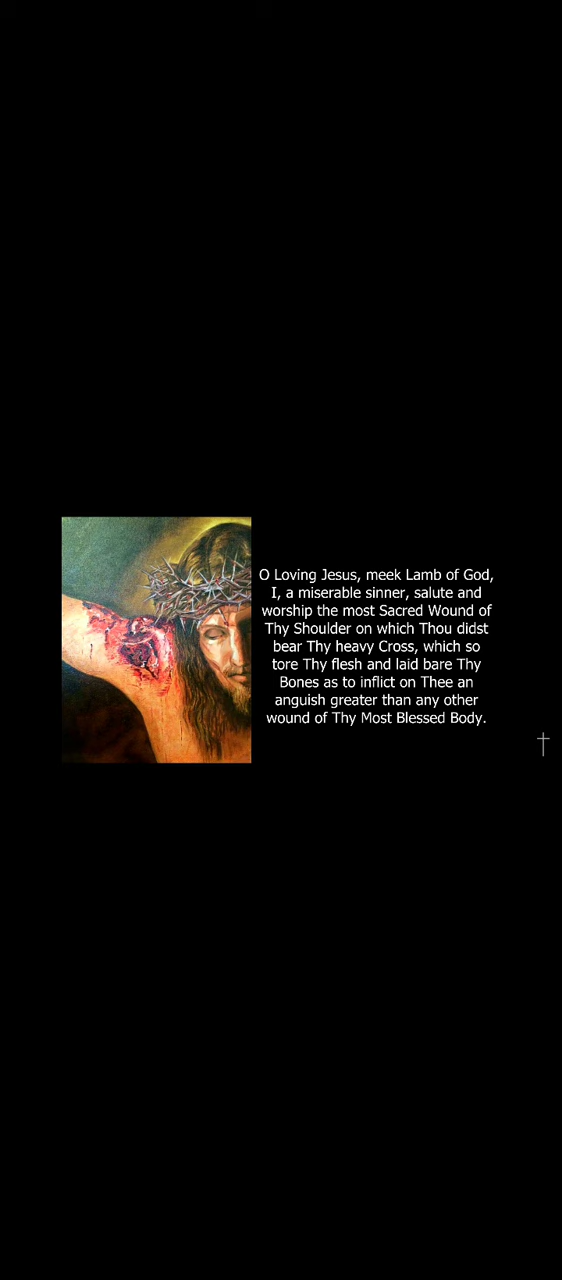 O Loving Jesus, meek Lamb of God,
I, a miserable sinner, salute and
worship the most Sacred Wound of
Thy Shoulder on which Thou didst
bear Thy heavy Cross, which so
tore Thy flesh and laid bare Thy
Bones as to inflict on Thee an
anguish greater than any other
wound of Thy Most Blessed Body.